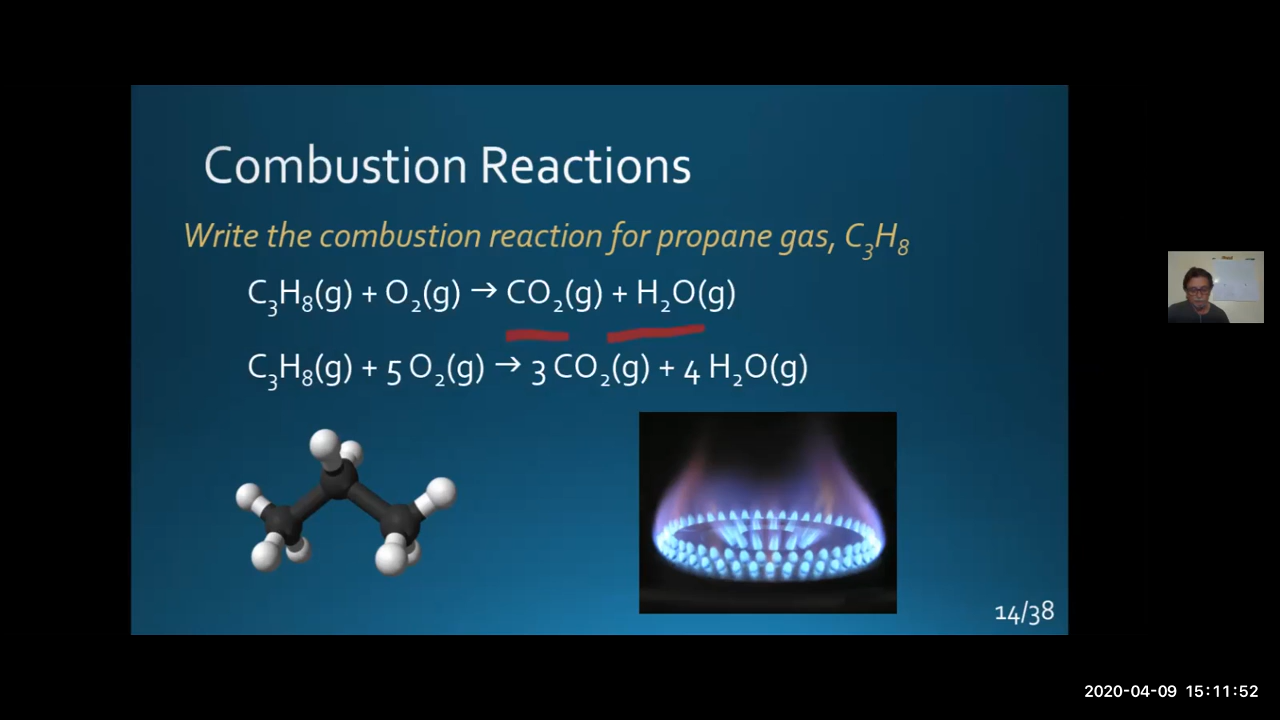 Combustion Reactions
Write the combustion reaction for propane gas, C₃H₈
C₃H₈(g) + O₂(g) → CO₂(g) + H₂O(g)
C₃H₈(g) + 5 O₂(g) → 3 CO₂(g) + 4 H₂O(g)
14/38
2020-04-09 15:11:52